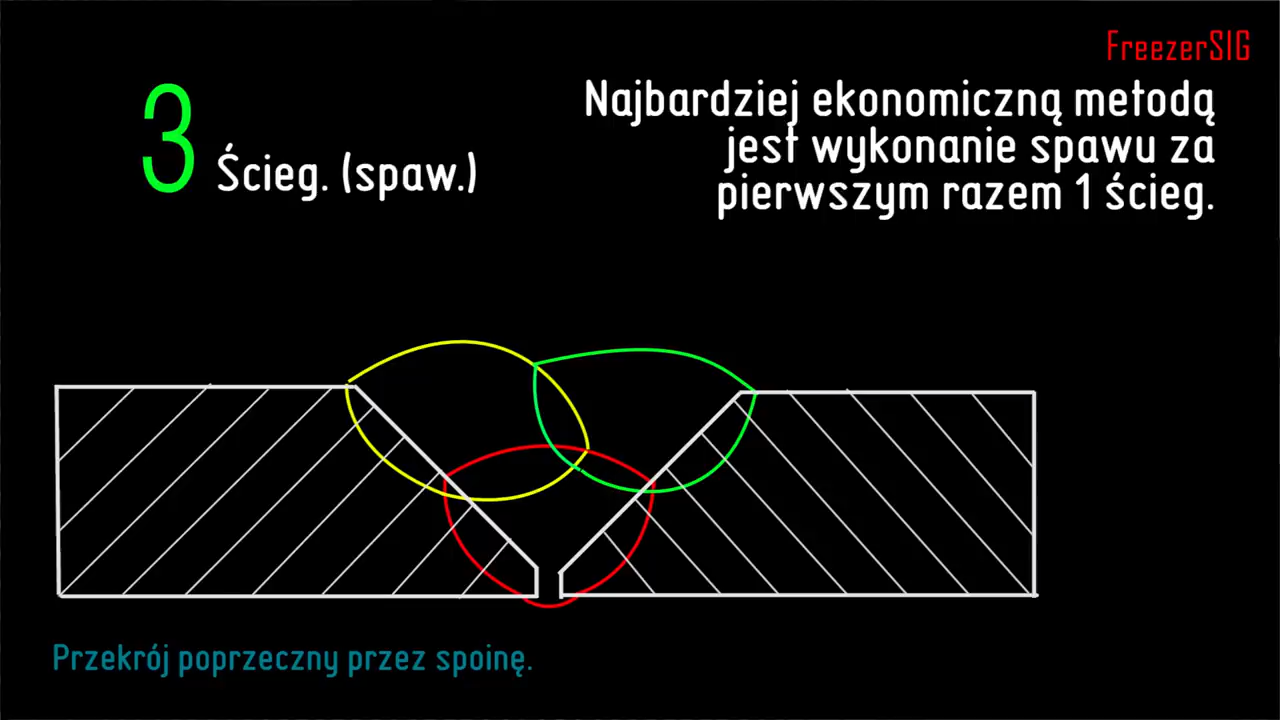 FreezerSIG
3 Ścieg. (spaw.)
Najbardziej ekonomiczną metodą
jest wykonanie spawu za
pierwszym razem 1 ścieg.
Przekrój poprzeczny przez spoinę.